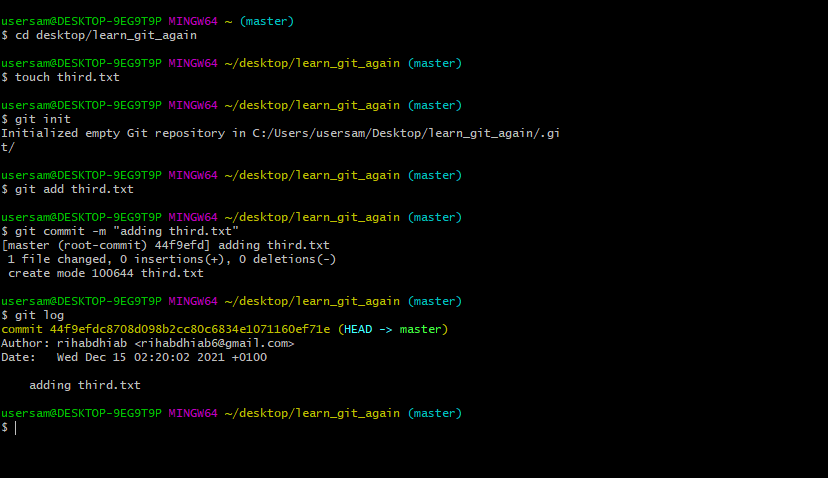 usersam@DESKTOP-9EG9T9P MINGW64 ~ (master)
$ cd desktop/learn_git_again
usersam@DESKTOP-9EG9T9P MINGW64 ~/desktop/learn_git_again (master)
$ touch third.txt
usersam@DESKTOP-9EG9T9P MINGW64 ~/desktop/learn_git_again (master)
$ git init
Initialized empty Git repository in C:/Users/usersam/Desktop/learn_git_again/.gi
t/
usersam@DESKTOP-9EG9T9P MINGW64 ~/desktop/learn_git_again (master)
$ git add third.txt
usersam@DESKTOP-9EG9T9P MINGW64 ~/desktop/learn_git_again (master)
$ git commit -m "adding third.txt"
[master (root-commit) 44f9efd] adding third.txt
 1 file changed, 0 insertions(+), 0 deletions(-)
 create mode 100644 third.txt
usersam@DESKTOP-9EG9T9P MINGW64 ~/desktop/learn_git_again (master)
$ git log
commit 44f9efdc8708d098b2cc80c6834e1071160ef71e (HEAD -> master)
Author: rihabdhiab <rihabdhiab6@gmail.com>
Date:   Wed Dec 15 02:20:02 2021 +0100
    adding third.txt
usersam@DESKTOP-9EG9T9P MINGW64 ~/desktop/learn_git_again (master)
$